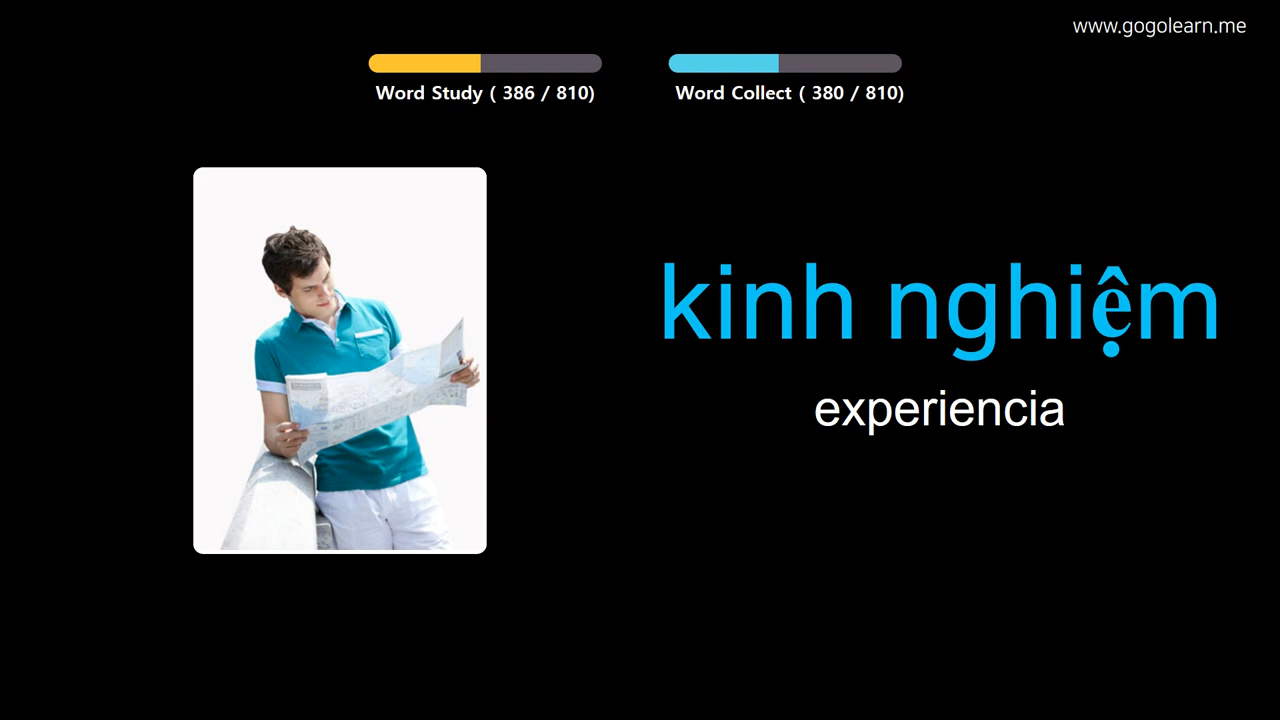 www.gogolearn.me
Word Study ( 386 / 810)
Word Collect ( 380 / 810)
kinh nghiệm
experiencia